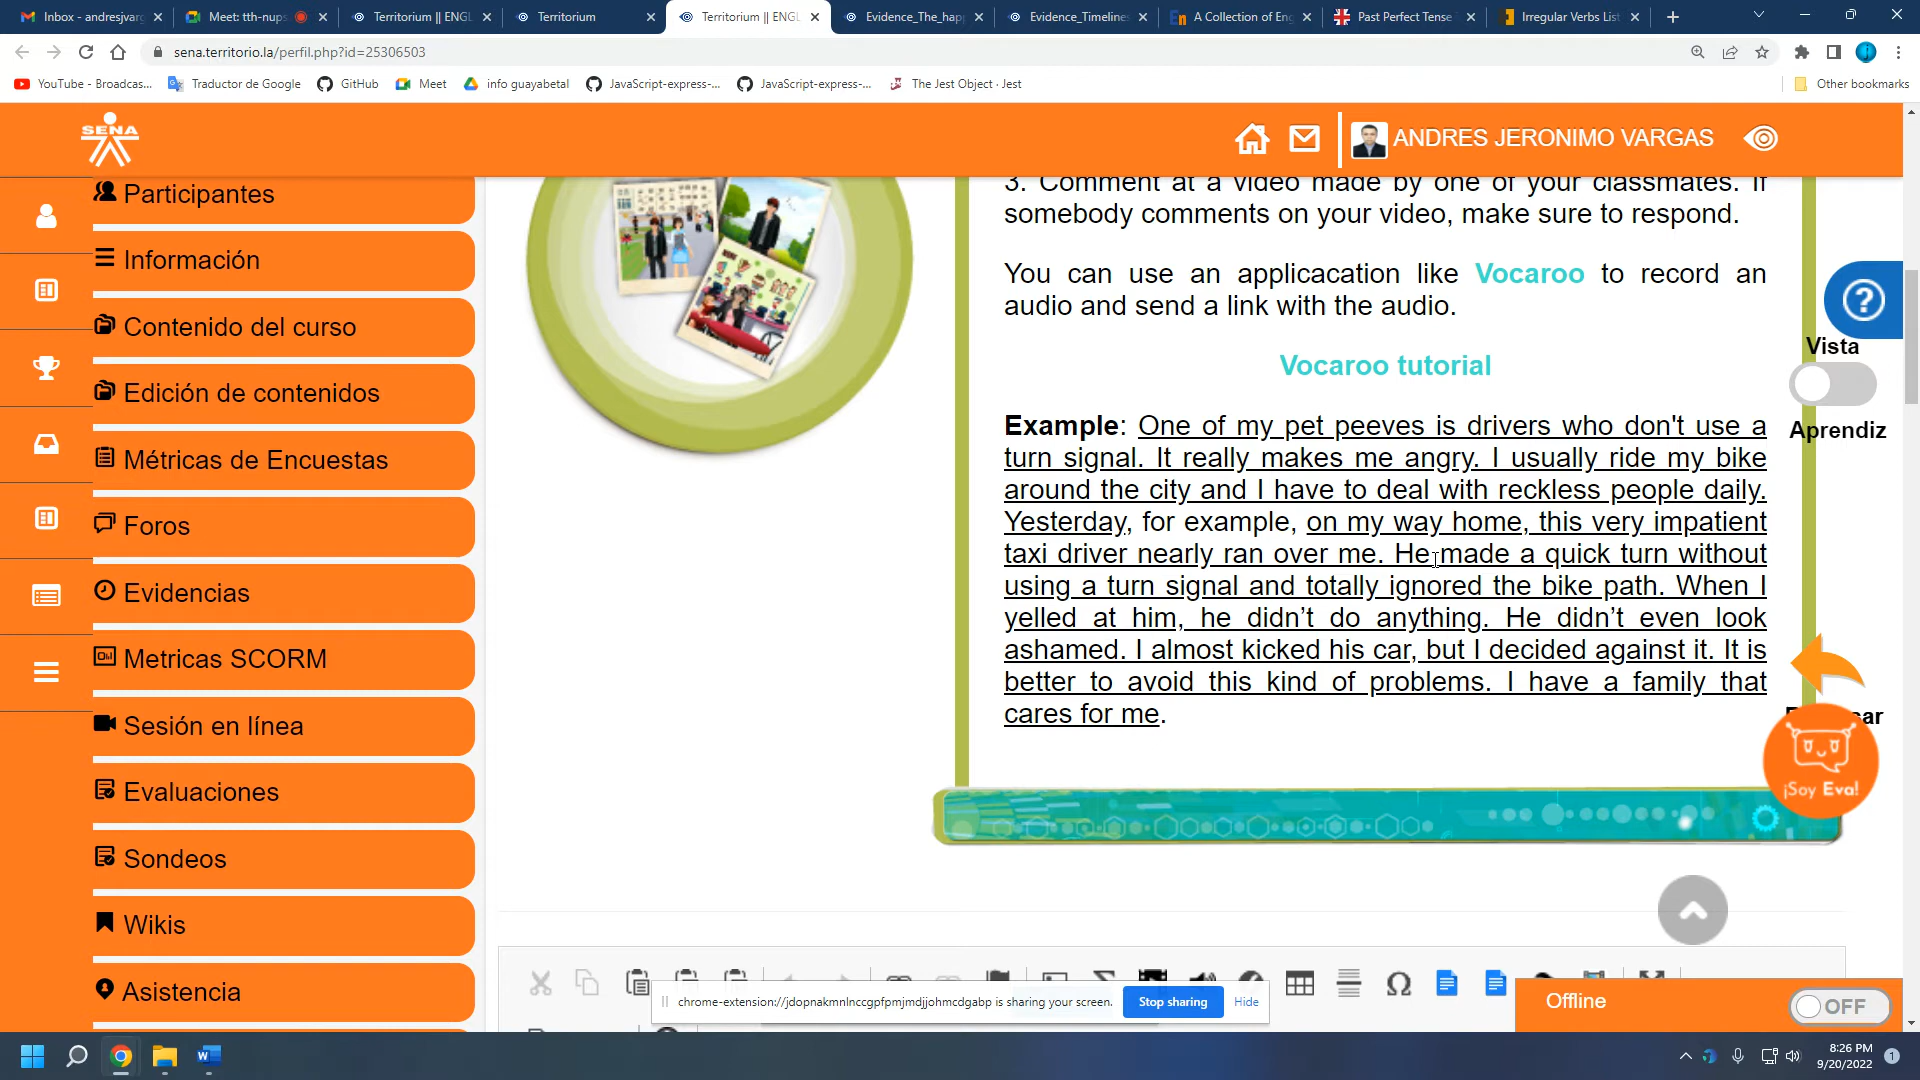 Inbox - andresjvarg
Meet: tth-nups
Territorium || ENGL
Territorium
Territorium || ENGL
Evidence_The_hap
Evidence_Timeline
A Collection of Eng
Past Perfect Tense
Irregular Verbs List
sena.territorio.la/perfil.php?id=25306503
YouTube - Broadcas...
Traductor de Google
GitHub
Meet
info guayabetal
JavaScript-express-...
JavaScript-express-...
The Jest Object · Jest
Other bookmarks
SENA
ANDRES JERONIMO VARGAS
Participantes
Información
Contenido del curso
Edición de contenidos
Métricas de Encuestas
Foros
Evidencias
Metricas SCORM
Sesión en línea
Evaluaciones
Sondeos
Wikis
Asistencia
3. Comment at a video made by one of your classmates. If
somebody comments on your video, make sure to respond.
You can use an applicacation like Vocaroo to record an
audio and send a link with the audio.
Vocaroo tutorial
Example: One of my pet peeves is drivers who don't use a
turn signal. It really makes me angry. I usually ride my bike
around the city and I have to deal with reckless people daily.
Yesterday, for example, on my way home, this very impatient
taxi driver nearly ran over me. He made a quick turn without
using a turn signal and totally ignored the bike path. When I
yelled at him, he didn’t do anything. He didn’t even look
ashamed. I almost kicked his car, but I decided against it. It is
better to avoid this kind of problems. I have a family that
cares for me.
Vista
Aprendiz
¡Soy Eva!
chrome-extension://jdopnakmnlnccgpfpmjmdjjohmcdgabp is sharing your screen.
Stop sharing
Hide
Offline
OFF
8:26 PM
9/20/2022
1